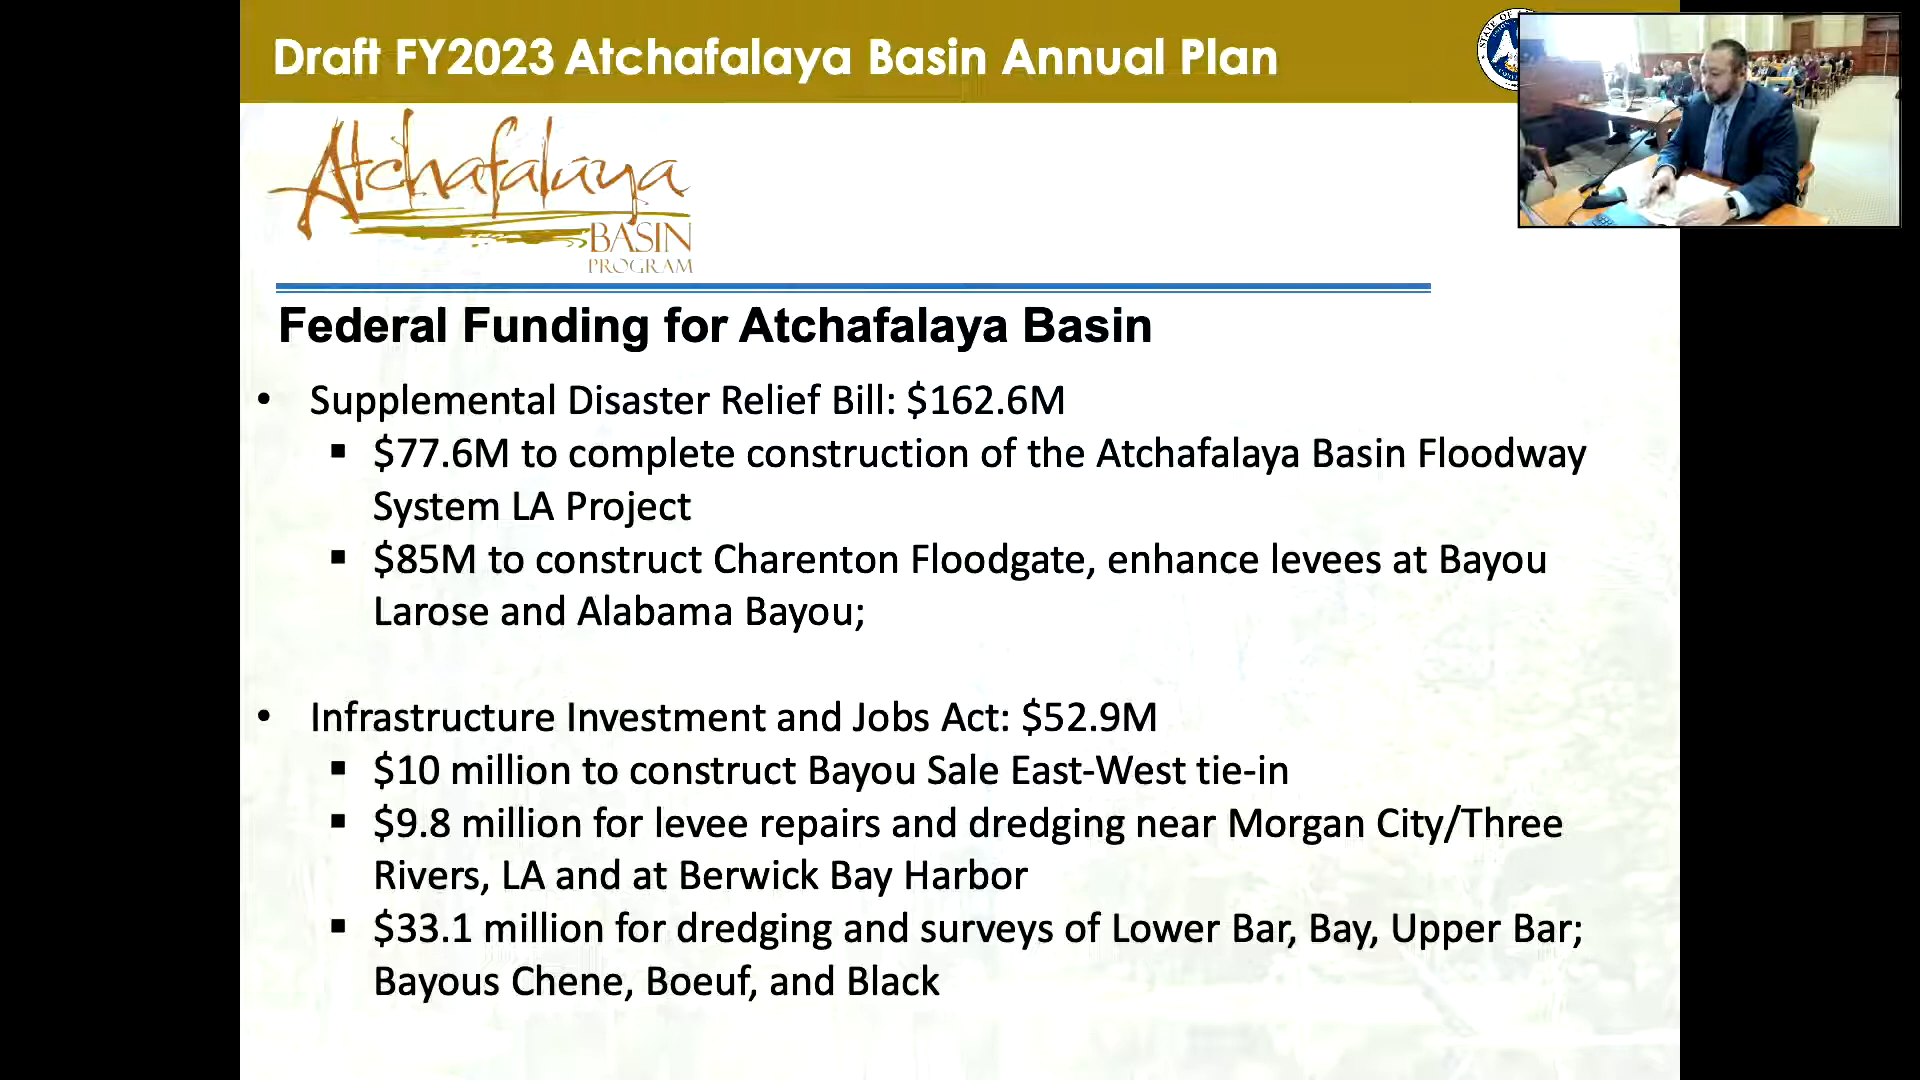 Draft FY2023 Atchafalaya Basin Annual Plan
STATE OF
Atchafalaya
BASIN
PROGRAM
Federal Funding for Atchafalaya Basin
• Supplemental Disaster Relief Bill: $162.6M
▪ $77.6M to complete construction of the Atchafalaya Basin Floodway
System LA Project
▪ $85M to construct Charenton Floodgate, enhance levees at Bayou
Larose and Alabama Bayou;
• Infrastructure Investment and Jobs Act: $52.9M
▪ $10 million to construct Bayou Sale East-West tie-in
▪ $9.8 million for levee repairs and dredging near Morgan City/Three
Rivers, LA and at Berwick Bay Harbor
▪ $33.1 million for dredging and surveys of Lower Bar, Bay, Upper Bar;
Bayous Chene, Boeuf, and Black